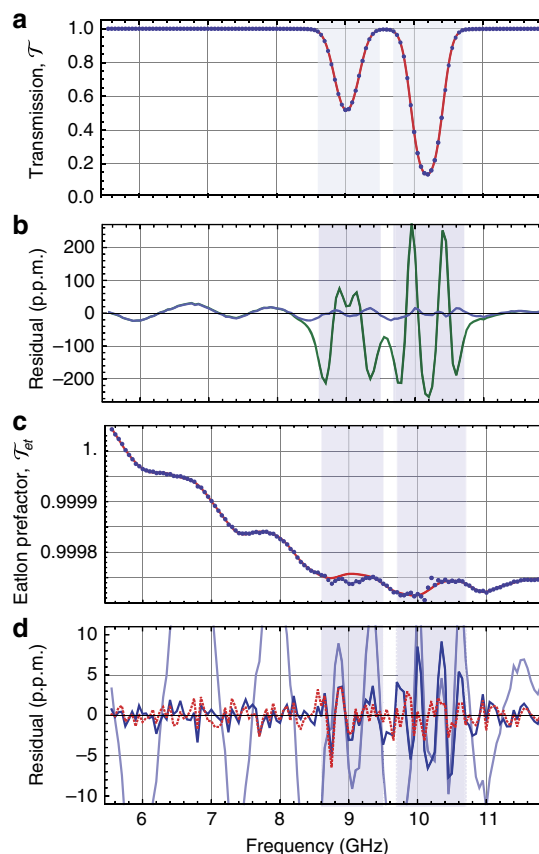 a
Transmission, 𝒯
1.0
0.8
0.6
0.4
0.2
0.0
b
Residual (p.p.m.)
200
100
0
−100
−200
c
Eatlon prefactor, 𝒯et
1.
0.9999
0.9998
d
Residual (p.p.m.)
10
5
0
−5
−10
6 7 8 9 10 11
Frequency (GHz)